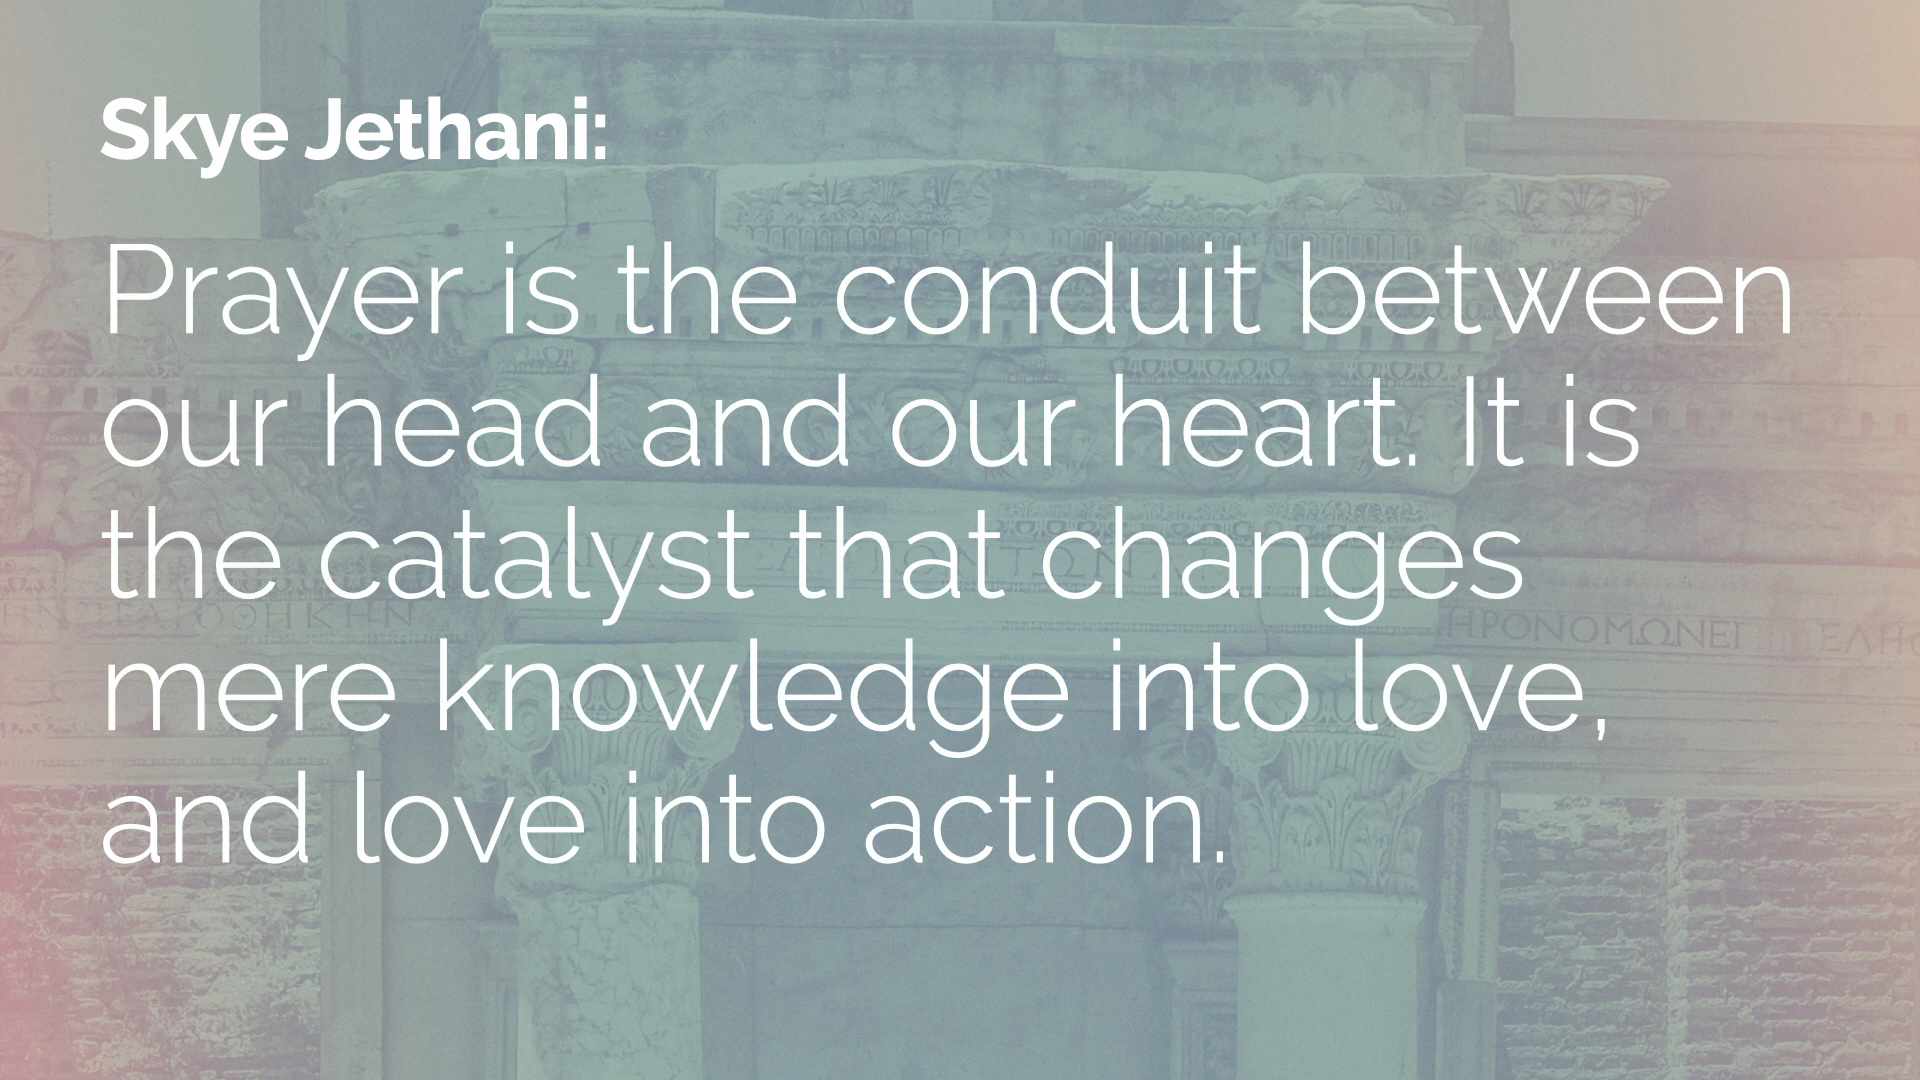 Skye Jethani:
Prayer is the conduit between
our head and our heart. It is
the catalyst that changes
mere knowledge into love,
and love into action.
ΗΡΟΝΟΜΩΝΕΙ